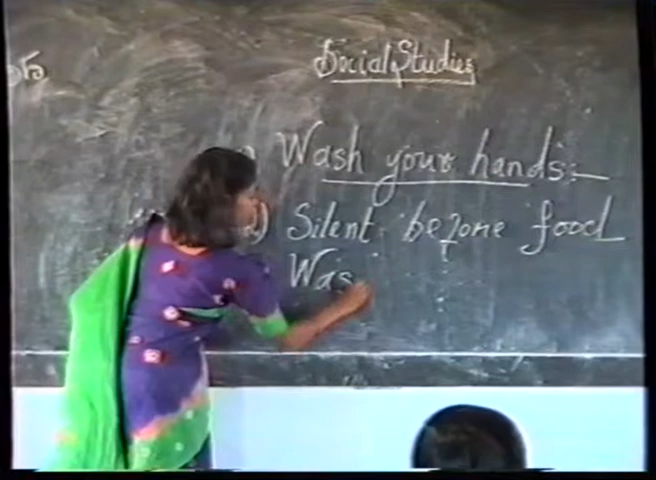 Social Studies
Wash your hands:-
Silent before food
Was